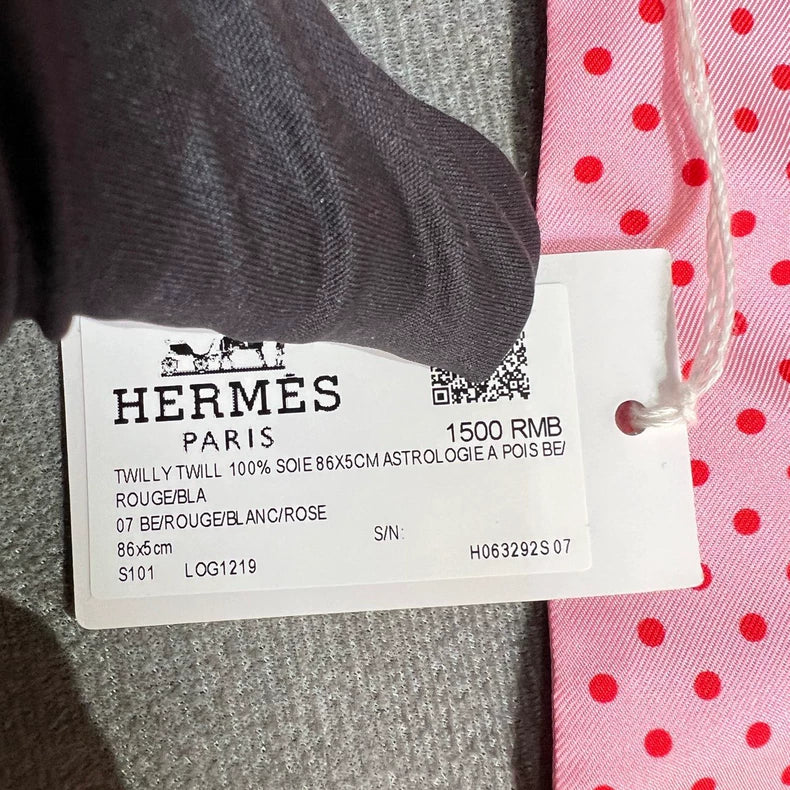 HERMÈS
PARIS
1500 RMB
TWILLY TWILL 100% SOIE 86X5CM ASTROLOGIE A POIS BE/
ROUGE/BLA
07 BE/ROUGE/BLANC/ROSE
86x5cm
S/N:
S101 LOG1219
H063292S 07